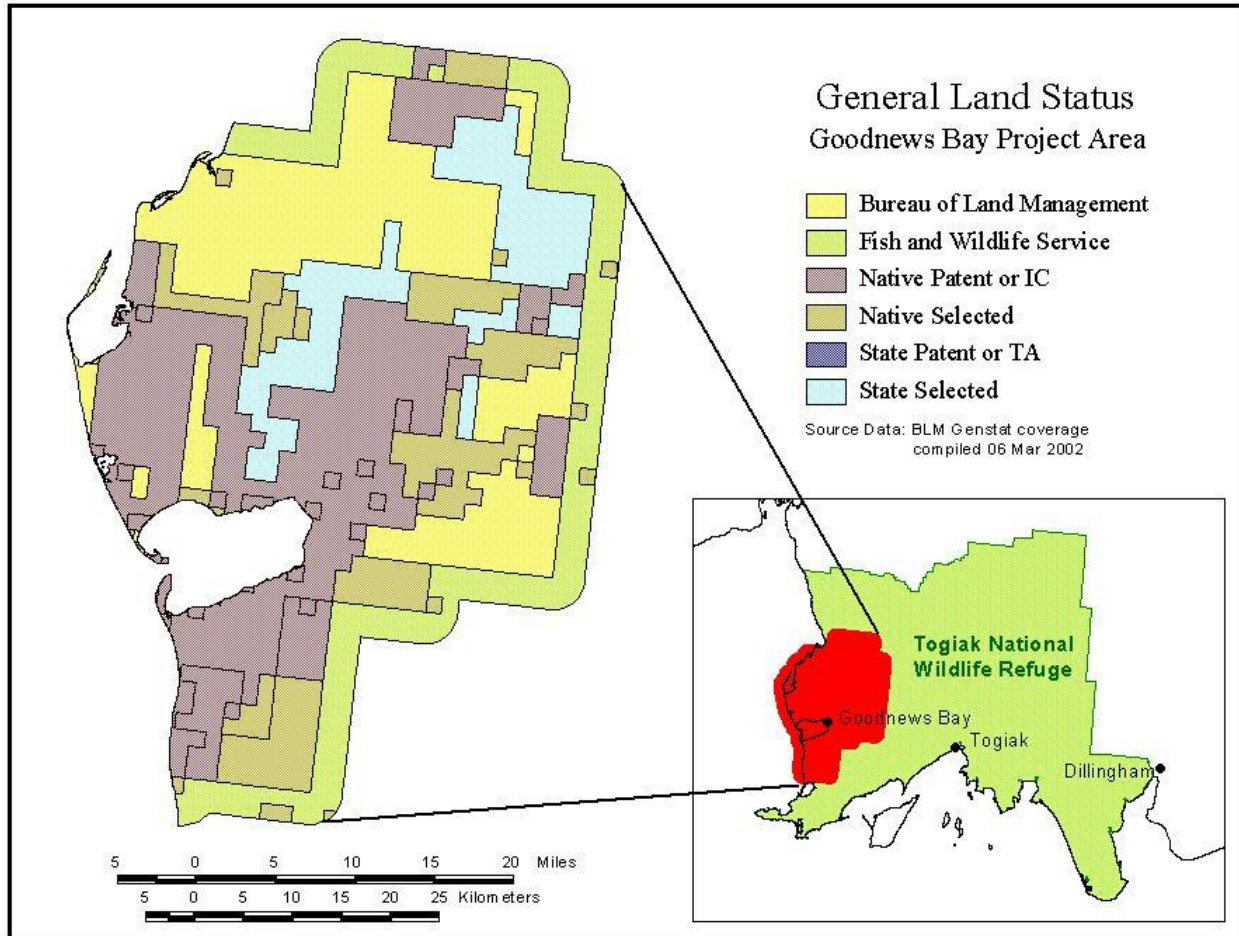 General Land Status
Goodnews Bay Project Area
Bureau of Land Management
Fish and Wildlife Service
Native Patent or IC
Native Selected
State Patent or TA
State Selected
Source Data: BLM Genstat coverage
compiled 06 Mar 2002
Togiak National
Wildlife Refuge
Goodnews Bay
Togiak
Dillingham
5 0 5 10 15 20 Miles
5 0 5 10 15 20 25 Kilometers